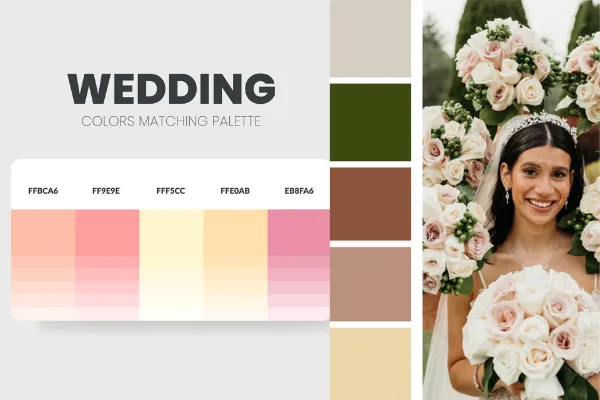 WEDDING
COLORS MATCHING PALETTE
FFBCA6 FF9E9E FFF5CC FFE0AB EB8FA6